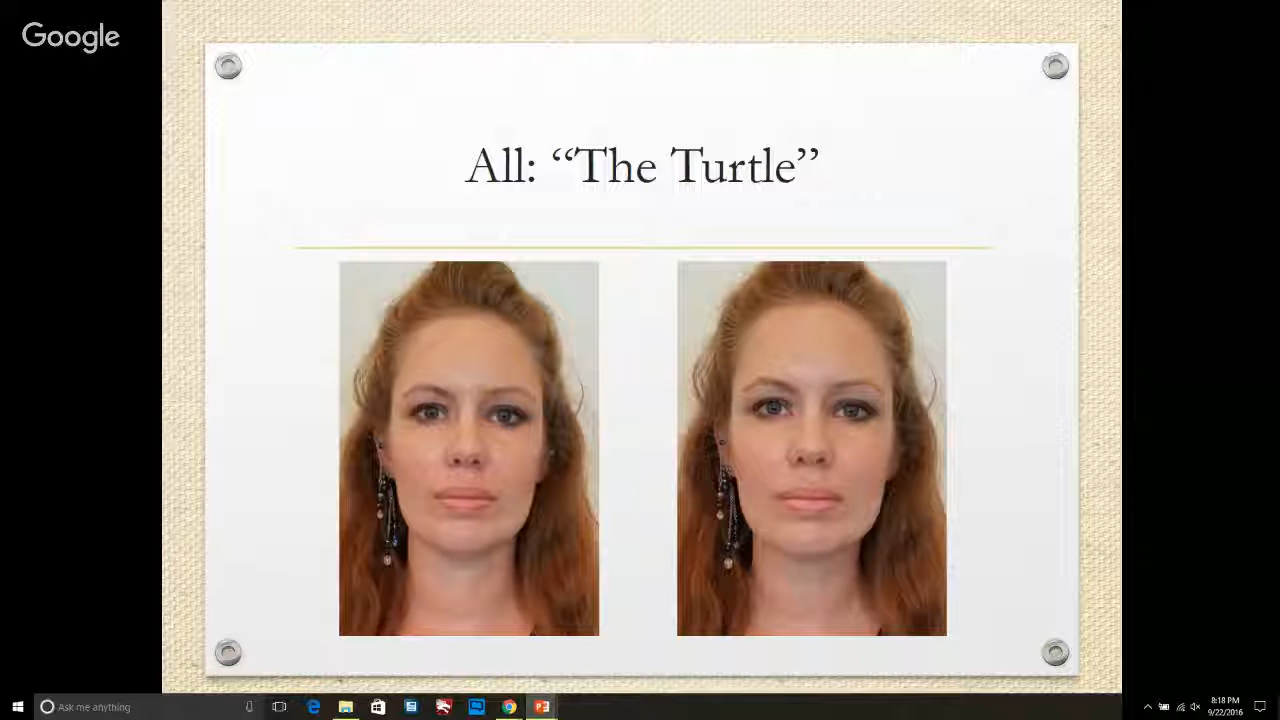 Google
All: “The Turtle”
Ask me anything
8:18 PM
9/22/2016